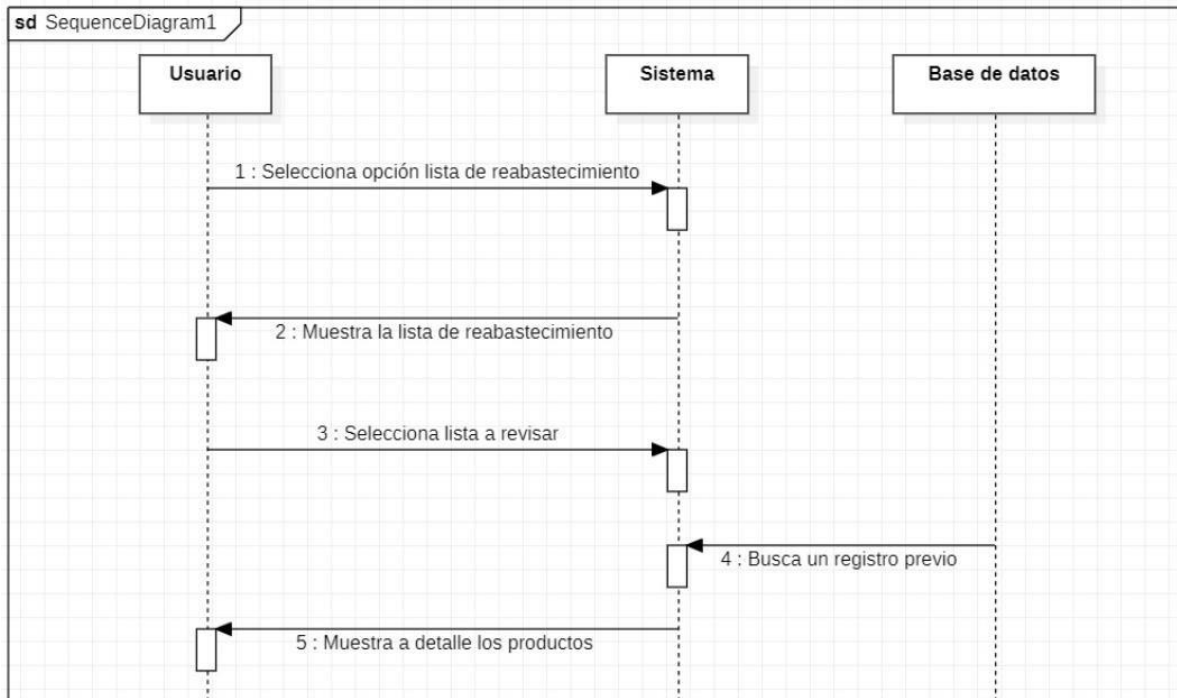 sd SequenceDiagram1
Usuario
Sistema
Base de datos
1 : Selecciona opción lista de reabastecimiento
2 : Muestra la lista de reabastecimiento
3 : Selecciona lista a revisar
4 : Busca un registro previo
5 : Muestra a detalle los productos